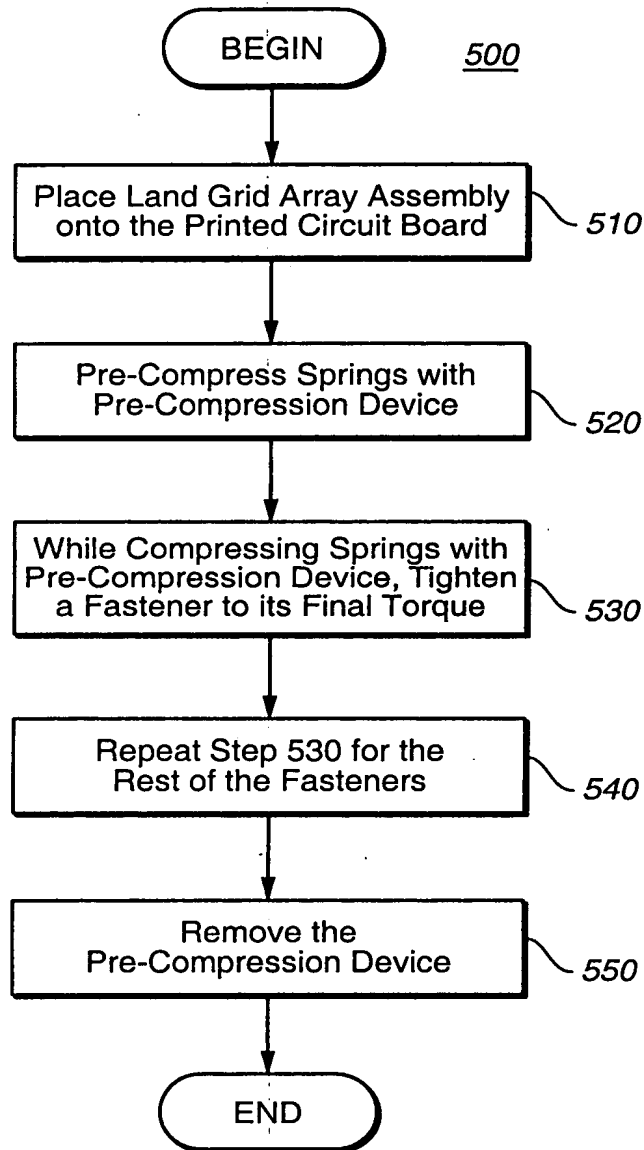 BEGIN
500
Place Land Grid Array Assembly
onto the Printed Circuit Board
510
Pre-Compress Springs with
Pre-Compression Device
520
While Compressing Springs with
Pre-Compression Device, Tighten
a Fastener to its Final Torque
530
Repeat Step 530 for the
Rest of the Fasteners
540
Remove the
Pre-Compression Device
550
END